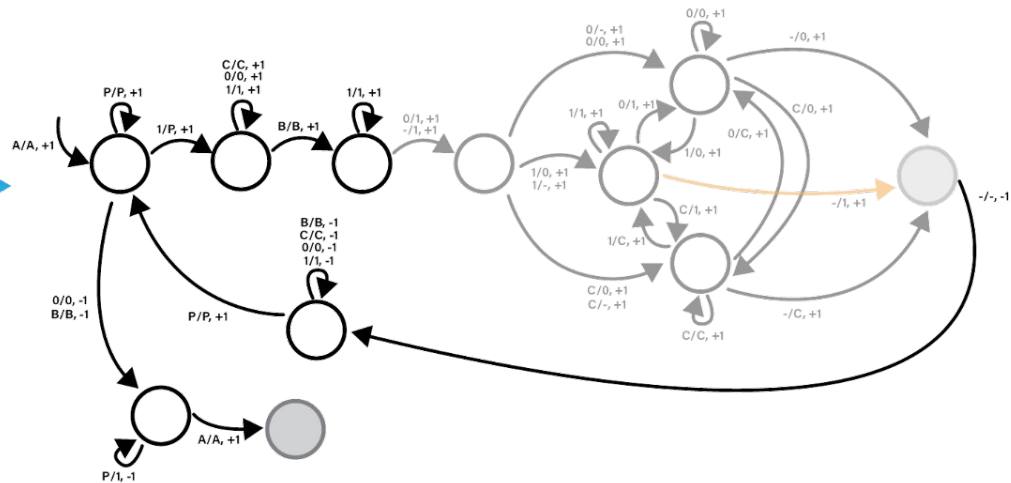 0/0, +1
0/-, +1
0/0, +1
-/0, +1
C/C, +1
0/0, +1
1/1, +1
P/P, +1
1/1, +1
C/0, +1
0/1, +1
1/1, +1
A/A, +1
1/P, +1
B/B, +1
0/1, +1
-/1, +1
0/C, +1
1/0, +1
1/0, +1
1/-, +1
-/1, +1
-/-, -1
C/1, +1
B/B, -1
C/C, -1
0/0, -1
1/1, -1
1/C, +1
C/0, +1
C/-, +1
0/0, -1
B/B, -1
P/P, +1
-/C, +1
C/C, +1
A/A, +1
P/1, -1